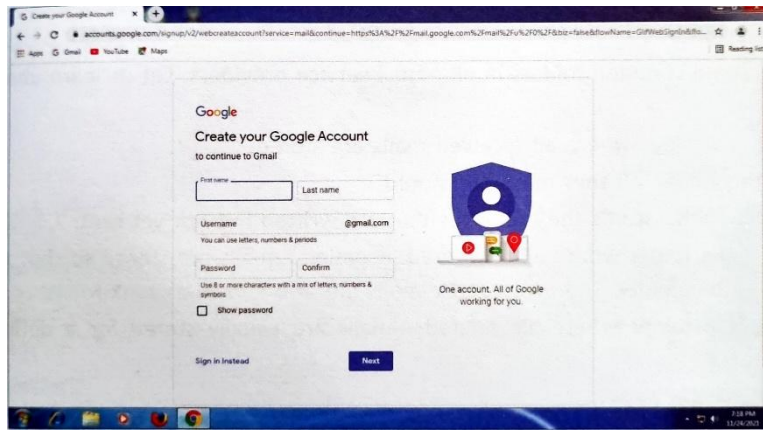 Create your Google Account
accounts.google.com/signup/v2/webcreateaccount?service=mail&continue=https%3A%2F%2Fmail.google.com%2Fmail%2Fu%2F0%2F&biz=false&flowName=GlifWebSignIn&flo...
Apps Gmail YouTube Maps Reading list
Google
Create your Google Account
to continue to Gmail
First name
Last name
Username @gmail.com
You can use letters, numbers & periods
Password Confirm
Use 8 or more characters with a mix of letters, numbers &
symbols
Show password
One account. All of Google
working for you.
Sign in instead Next
7:18 PM
11/24/2021